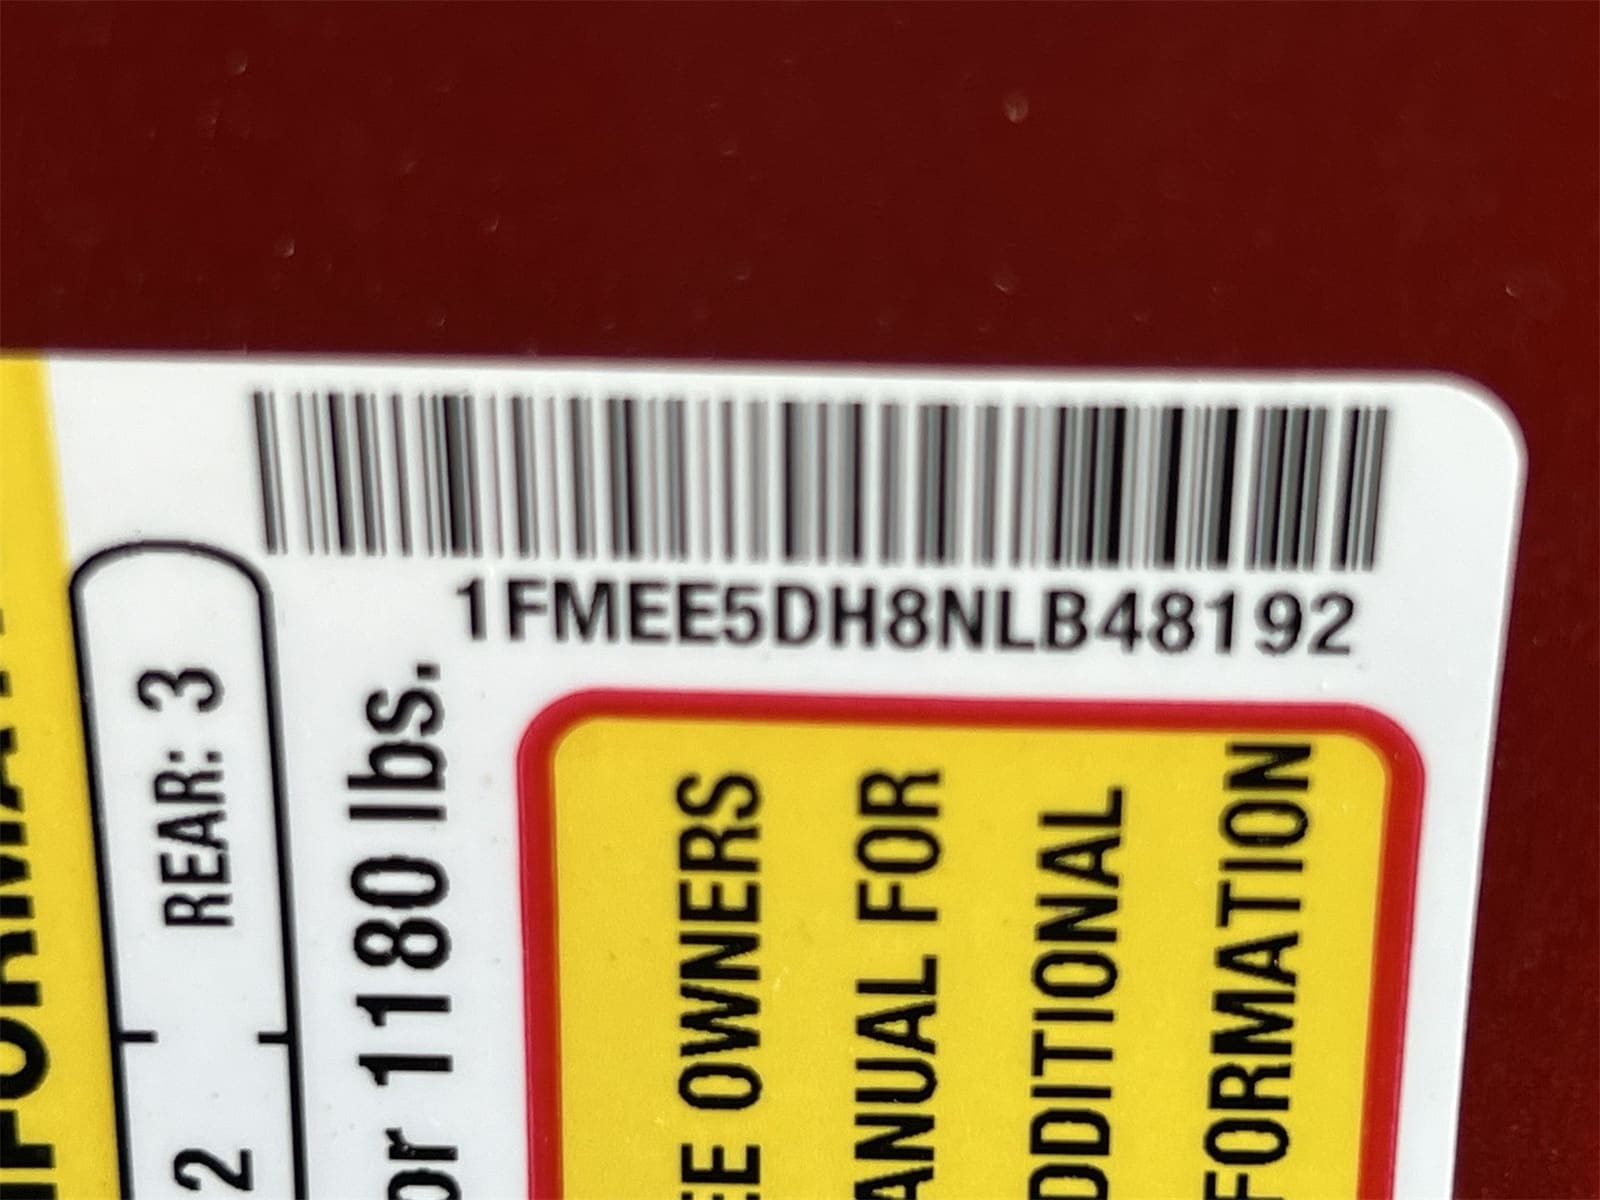 1FMEE5DH8NLB48192
REAR: 3
2
or 1180 lbs.
EE OWNERS
ANUAL FOR
DDITIONAL
FORMATION